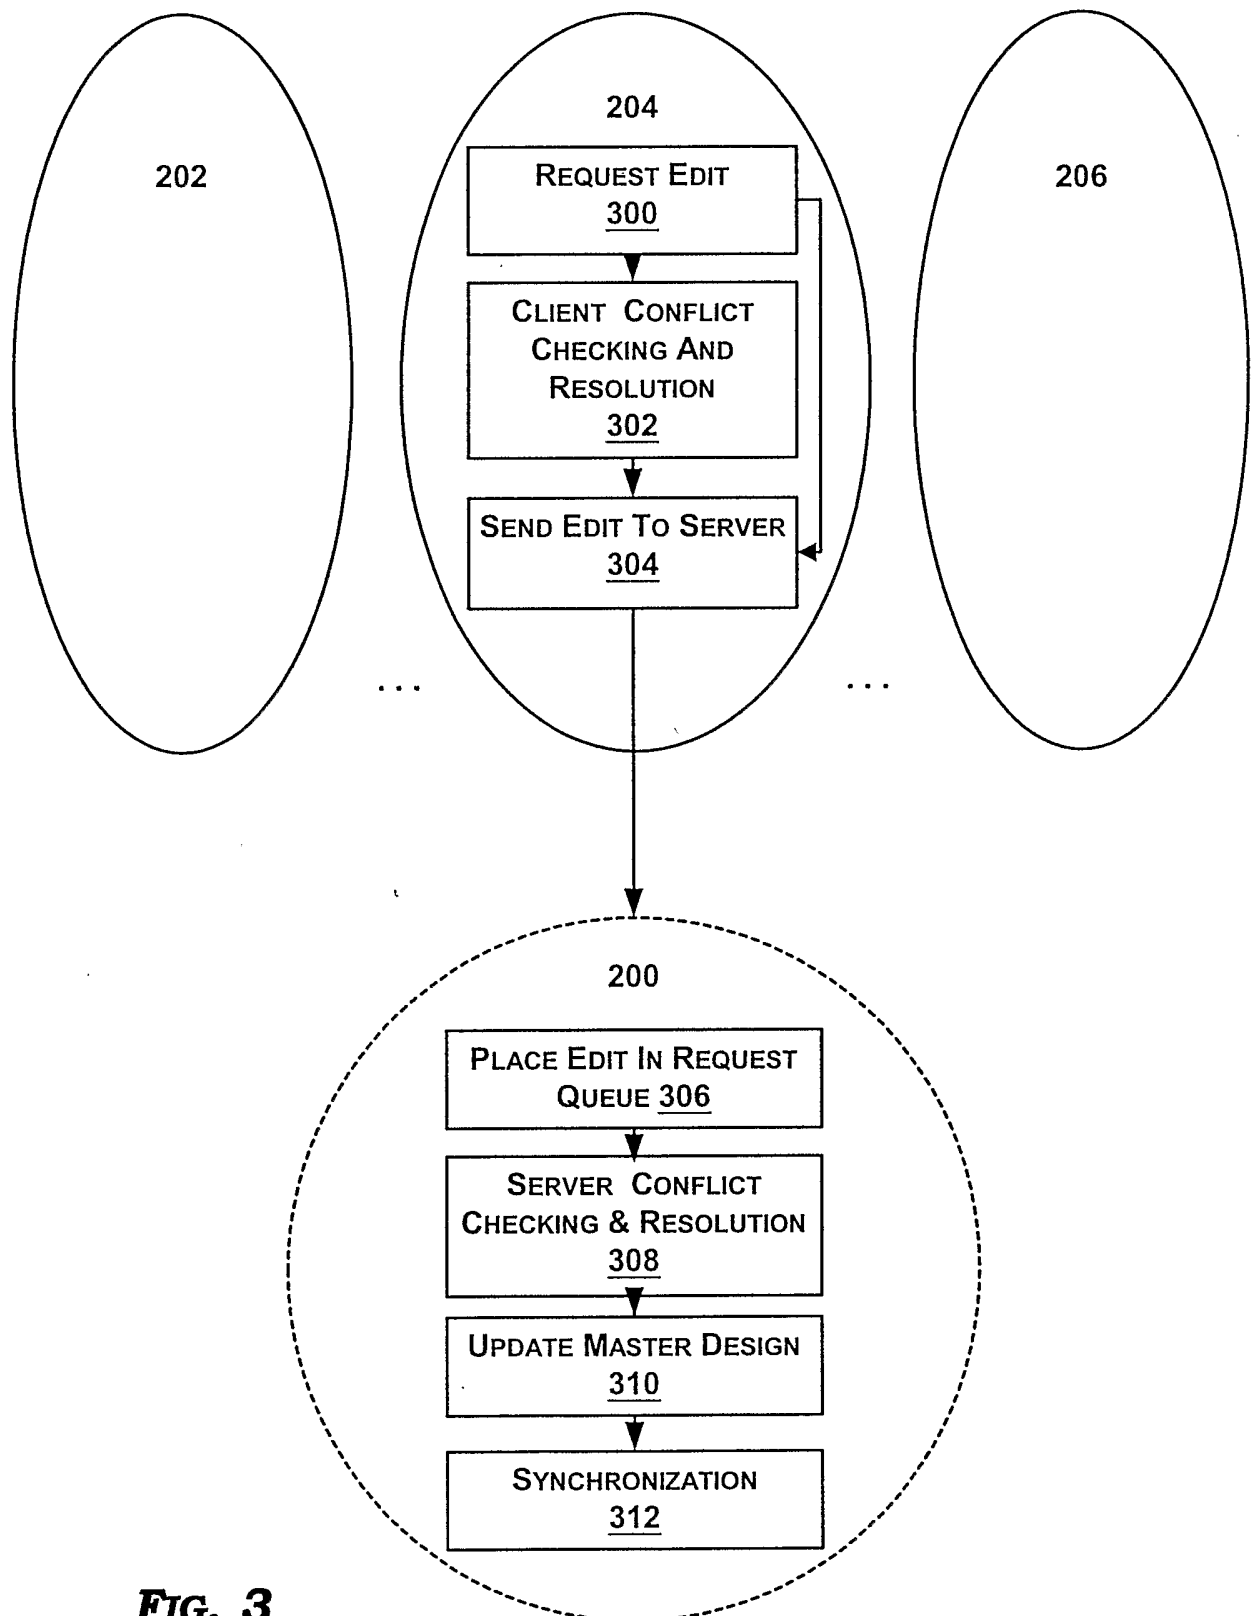 204
202
206
REQUEST EDIT
300
CLIENT CONFLICT
CHECKING AND
RESOLUTION
302
SEND EDIT TO SERVER
304
...
...
200
PLACE EDIT IN REQUEST
QUEUE 306
SERVER CONFLICT
CHECKING & RESOLUTION
308
UPDATE MASTER DESIGN
310
SYNCHRONIZATION
312
FIG. 3